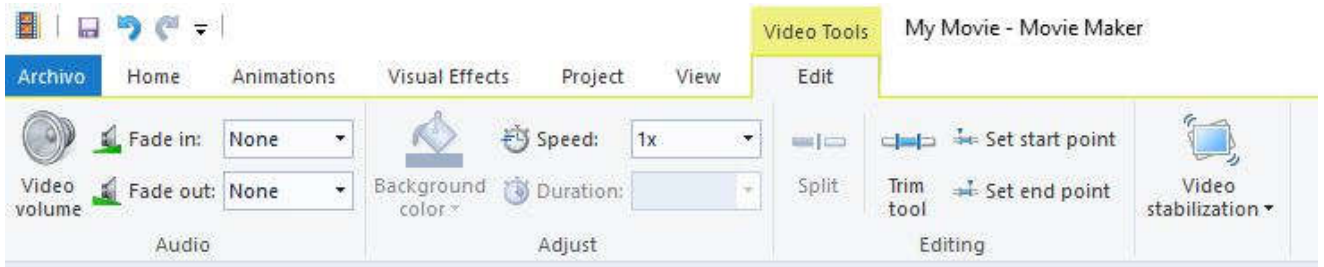 Video Tools My Movie - Movie Maker
Archivo Home Animations Visual Effects Project View Edit
Fade in: None Speed: 1x Set start point
Video volume Fade out: None Background color Duration: Split Trim tool Set end point Video stabilization
Audio Adjust Editing